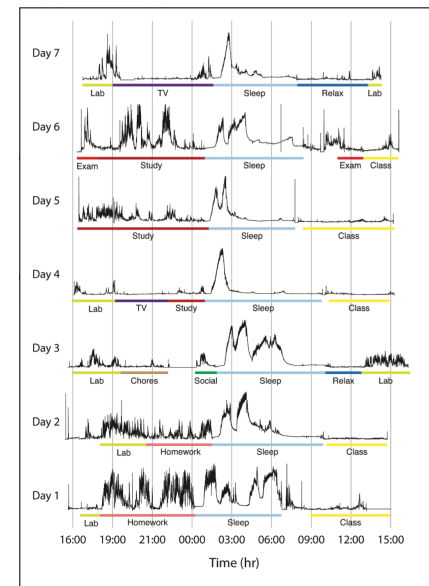 Day 7
Lab TV Sleep Relax Lab
Day 6
Exam Study Sleep Exam Class
Day 5
Study Sleep Class
Day 4
Lab TV Study Sleep Class
Day 3
Lab Chores Social Sleep Relax Lab
Day 2
Lab Homework Sleep Class
Day 1
Lab Homework Sleep Class
16:00 19:00 21:00 00:00 03:00 06:00 09:00 12:00 15:00
Time (hr)